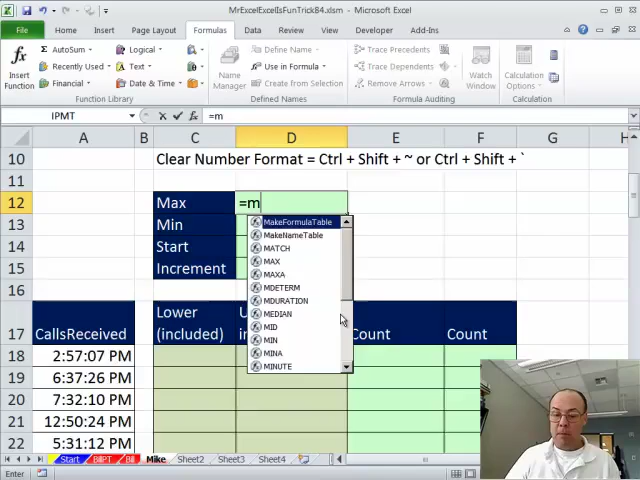 MrExcelExcelIsFunTrick84.xlsm - Microsoft Excel
File Home Insert Page Layout Formulas Data Review View Developer Add-Ins
Insert Function
Σ AutoSum
Recently Used
Financial
Logical
Text
Date & Time
Function Library
Name Manager
Define Name
Use in Formula
Create from Selection
Defined Names
Trace Precedents
Trace Dependents
Remove Arrows
Formula Auditing
Watch Window
Calculation Options
Calculation
IPMT =m
A B C D E F G H
10 Clear Number Format = Ctrl + Shift + ~ or Ctrl + Shift + `
11
12 Max =m
13 Min
14 Start
15 Increment
16
MakeFormulaTable
MakeNameTable
MATCH
MAX
MAXA
MDETERM
MDURATION
MEDIAN
MID
MIN
MINA
MINUTE
17 CallsReceived Lower (included) Count Count
18 2:57:07 PM
19 6:37:26 PM
20 7:32:10 PM
21 12:50:24 PM
22 5:31:12 PM
Start BillPT Bill Mike Sheet2 Sheet3 Sheet4
Enter